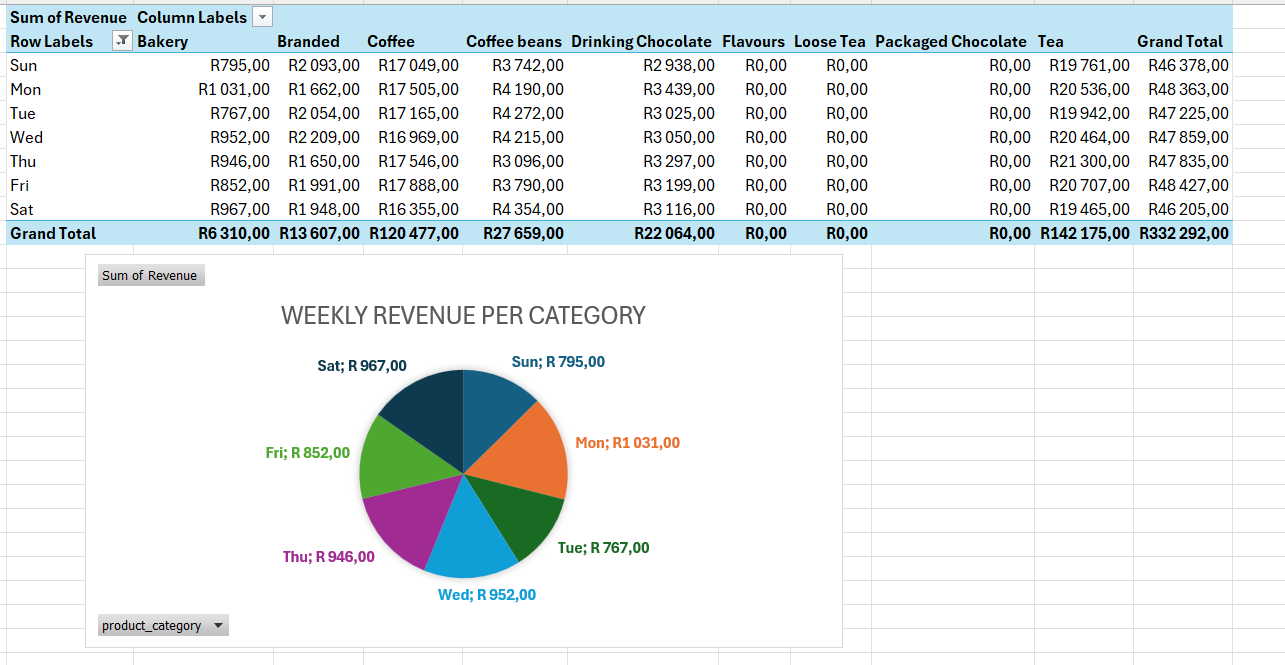 Sum of Revenue Column Labels
Row Labels Bakery Branded Coffee Coffee beans Drinking Chocolate Flavours Loose Tea Packaged Chocolate Tea Grand Total
Sun R795,00 R2 093,00 R17 049,00 R3 742,00 R2 938,00 R0,00 R0,00 R0,00 R19 761,00 R46 378,00
Mon R1 031,00 R1 662,00 R17 505,00 R4 190,00 R3 439,00 R0,00 R0,00 R0,00 R20 536,00 R48 363,00
Tue R767,00 R2 054,00 R17 165,00 R4 272,00 R3 025,00 R0,00 R0,00 R0,00 R19 942,00 R47 225,00
Wed R952,00 R2 209,00 R16 969,00 R4 215,00 R3 050,00 R0,00 R0,00 R0,00 R20 464,00 R47 859,00
Thu R946,00 R1 650,00 R17 546,00 R3 096,00 R3 297,00 R0,00 R0,00 R0,00 R21 300,00 R47 835,00
Fri R852,00 R1 991,00 R17 888,00 R3 790,00 R3 199,00 R0,00 R0,00 R0,00 R20 707,00 R48 427,00
Sat R967,00 R1 948,00 R16 355,00 R4 354,00 R3 116,00 R0,00 R0,00 R0,00 R19 465,00 R46 205,00
Grand Total R6 310,00 R13 607,00 R120 477,00 R27 659,00 R22 064,00 R0,00 R0,00 R0,00 R142 175,00 R332 292,00
Sum of Revenue
WEEKLY REVENUE PER CATEGORY
Sat; R 967,00
Sun; R 795,00
Mon; R1 031,00
Fri; R 852,00
Tue; R 767,00
Thu; R 946,00
Wed; R 952,00
product_category